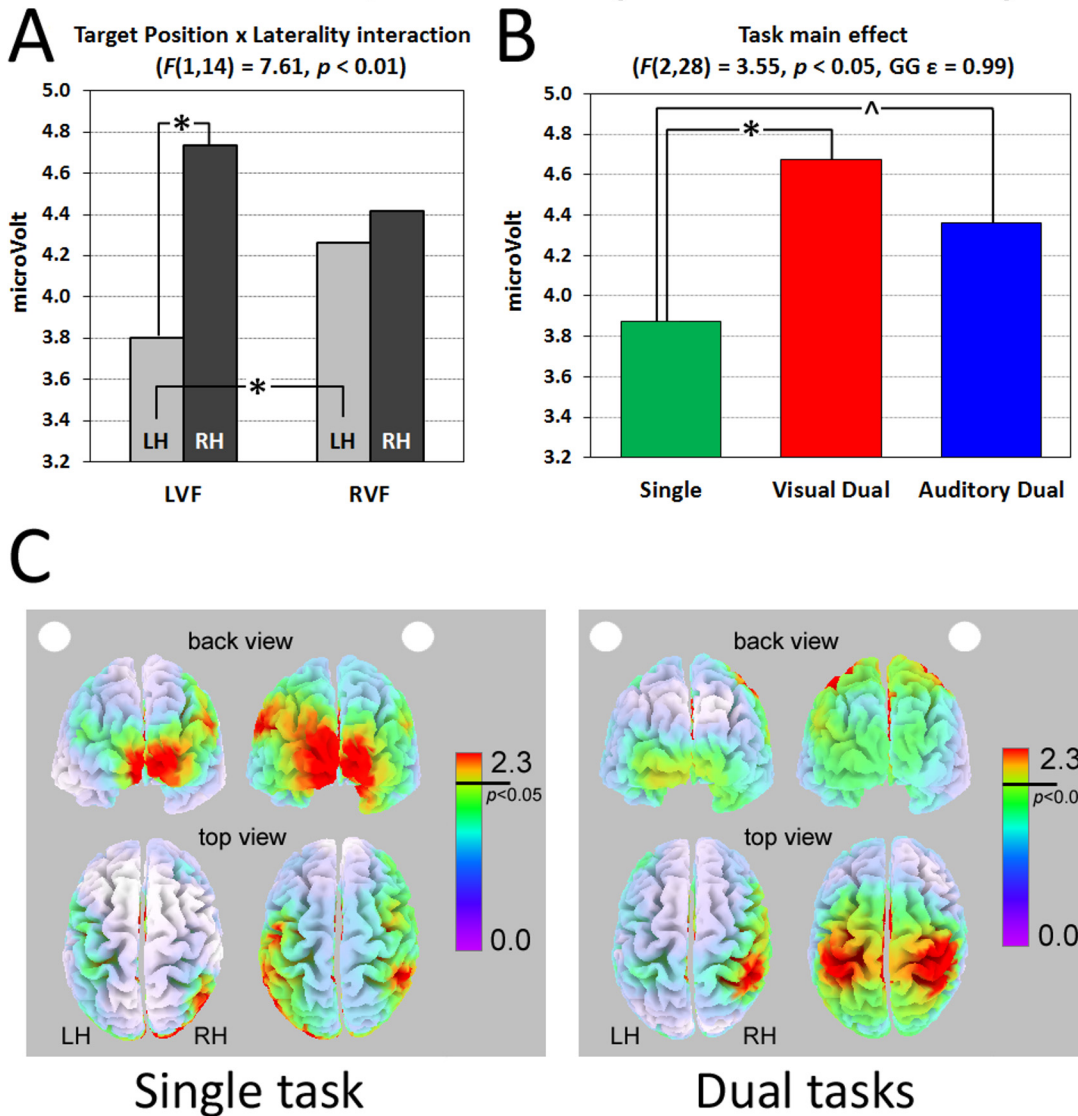 A
Target Position x Laterality interaction
(F(1,14) = 7.61, p < 0.01)
5.0
4.8
4.6
4.4
4.2
4.0
3.8
3.6
3.4
3.2
microVolt
*
*
LH
RH
LH
RH
LVF
RVF
B
Task main effect
(F(2,28) = 3.55, p < 0.05, GG ε = 0.99)
5.0
4.8
4.6
4.4
4.2
4.0
3.8
3.6
3.4
3.2
microVolt
^
*
Single
Visual Dual
Auditory Dual
C
back view
top view
LH
RH
2.3
p<0.05
0.0
Single task
back view
top view
LH
RH
2.3
p<0.0
0.0
Dual tasks